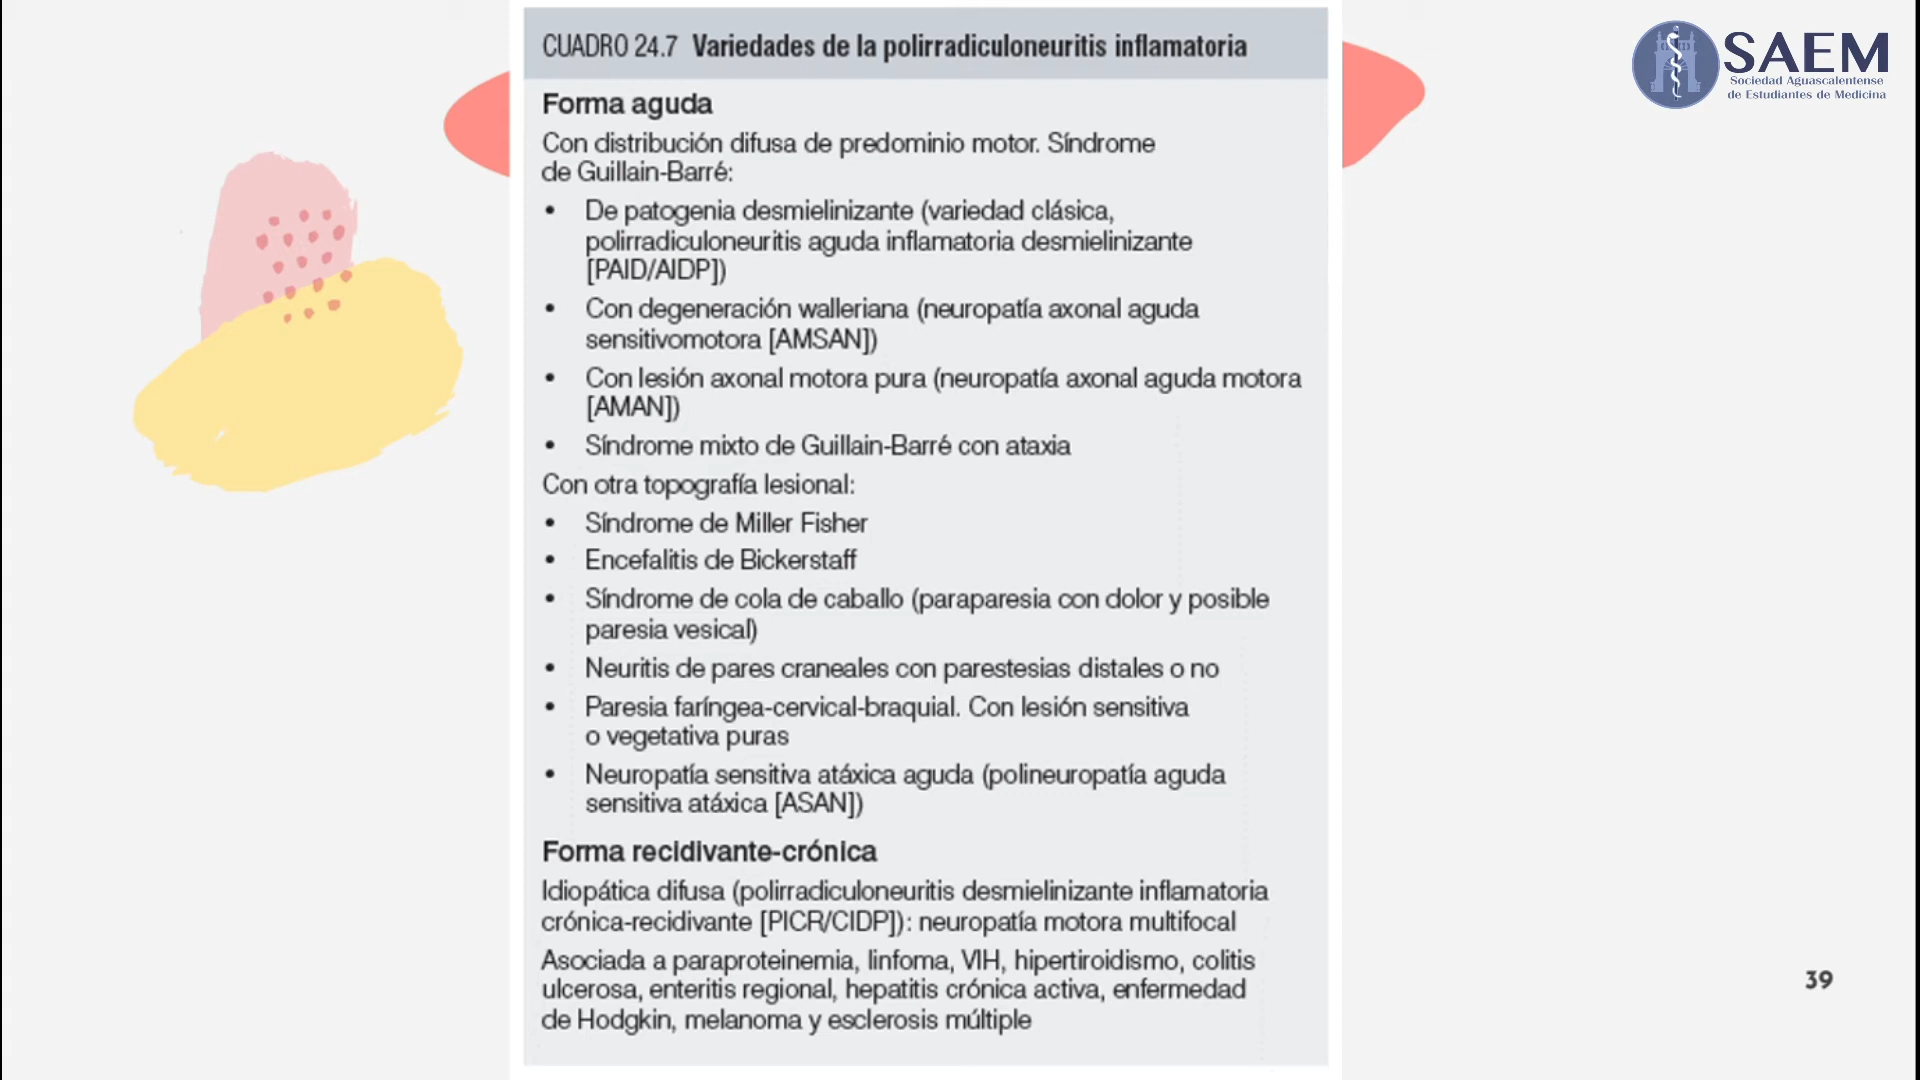 CUADRO 24.7 Variedades de la polirradiculoneuritis inflamatoria
Forma aguda
Con distribución difusa de predominio motor. Síndrome
de Guillain-Barré:
• De patogenia desmielinizante (variedad clásica,
polirradiculoneuritis aguda inflamatoria desmielinizante
[PAID/AIDP])
• Con degeneración walleriana (neuropatía axonal aguda
sensitivomotora [AMSAN])
• Con lesión axonal motora pura (neuropatía axonal aguda motora
[AMAN])
• Síndrome mixto de Guillain-Barré con ataxia
Con otra topografía lesional:
• Síndrome de Miller Fisher
• Encefalitis de Bickerstaff
• Síndrome de cola de caballo (paraparesia con dolor y posible
paresia vesical)
• Neuritis de pares craneales con parestesias distales o no
• Paresia faríngea-cervical-braquial. Con lesión sensitiva
o vegetativa puras
• Neuropatía sensitiva atáxica aguda (polineuropatía aguda
sensitiva atáxica [ASAN])
Forma recidivante-crónica
Idiopática difusa (polirradiculoneuritis desmielinizante inflamatoria
crónica-recidivante [PICR/CIDP]): neuropatía motora multifocal
Asociada a paraproteinemia, linfoma, VIH, hipertiroidismo, colitis
ulcerosa, enteritis regional, hepatitis crónica activa, enfermedad
de Hodgkin, melanoma y esclerosis múltiple
SAEM
Sociedad Aguascalentense
de Estudiantes de Medicina
39